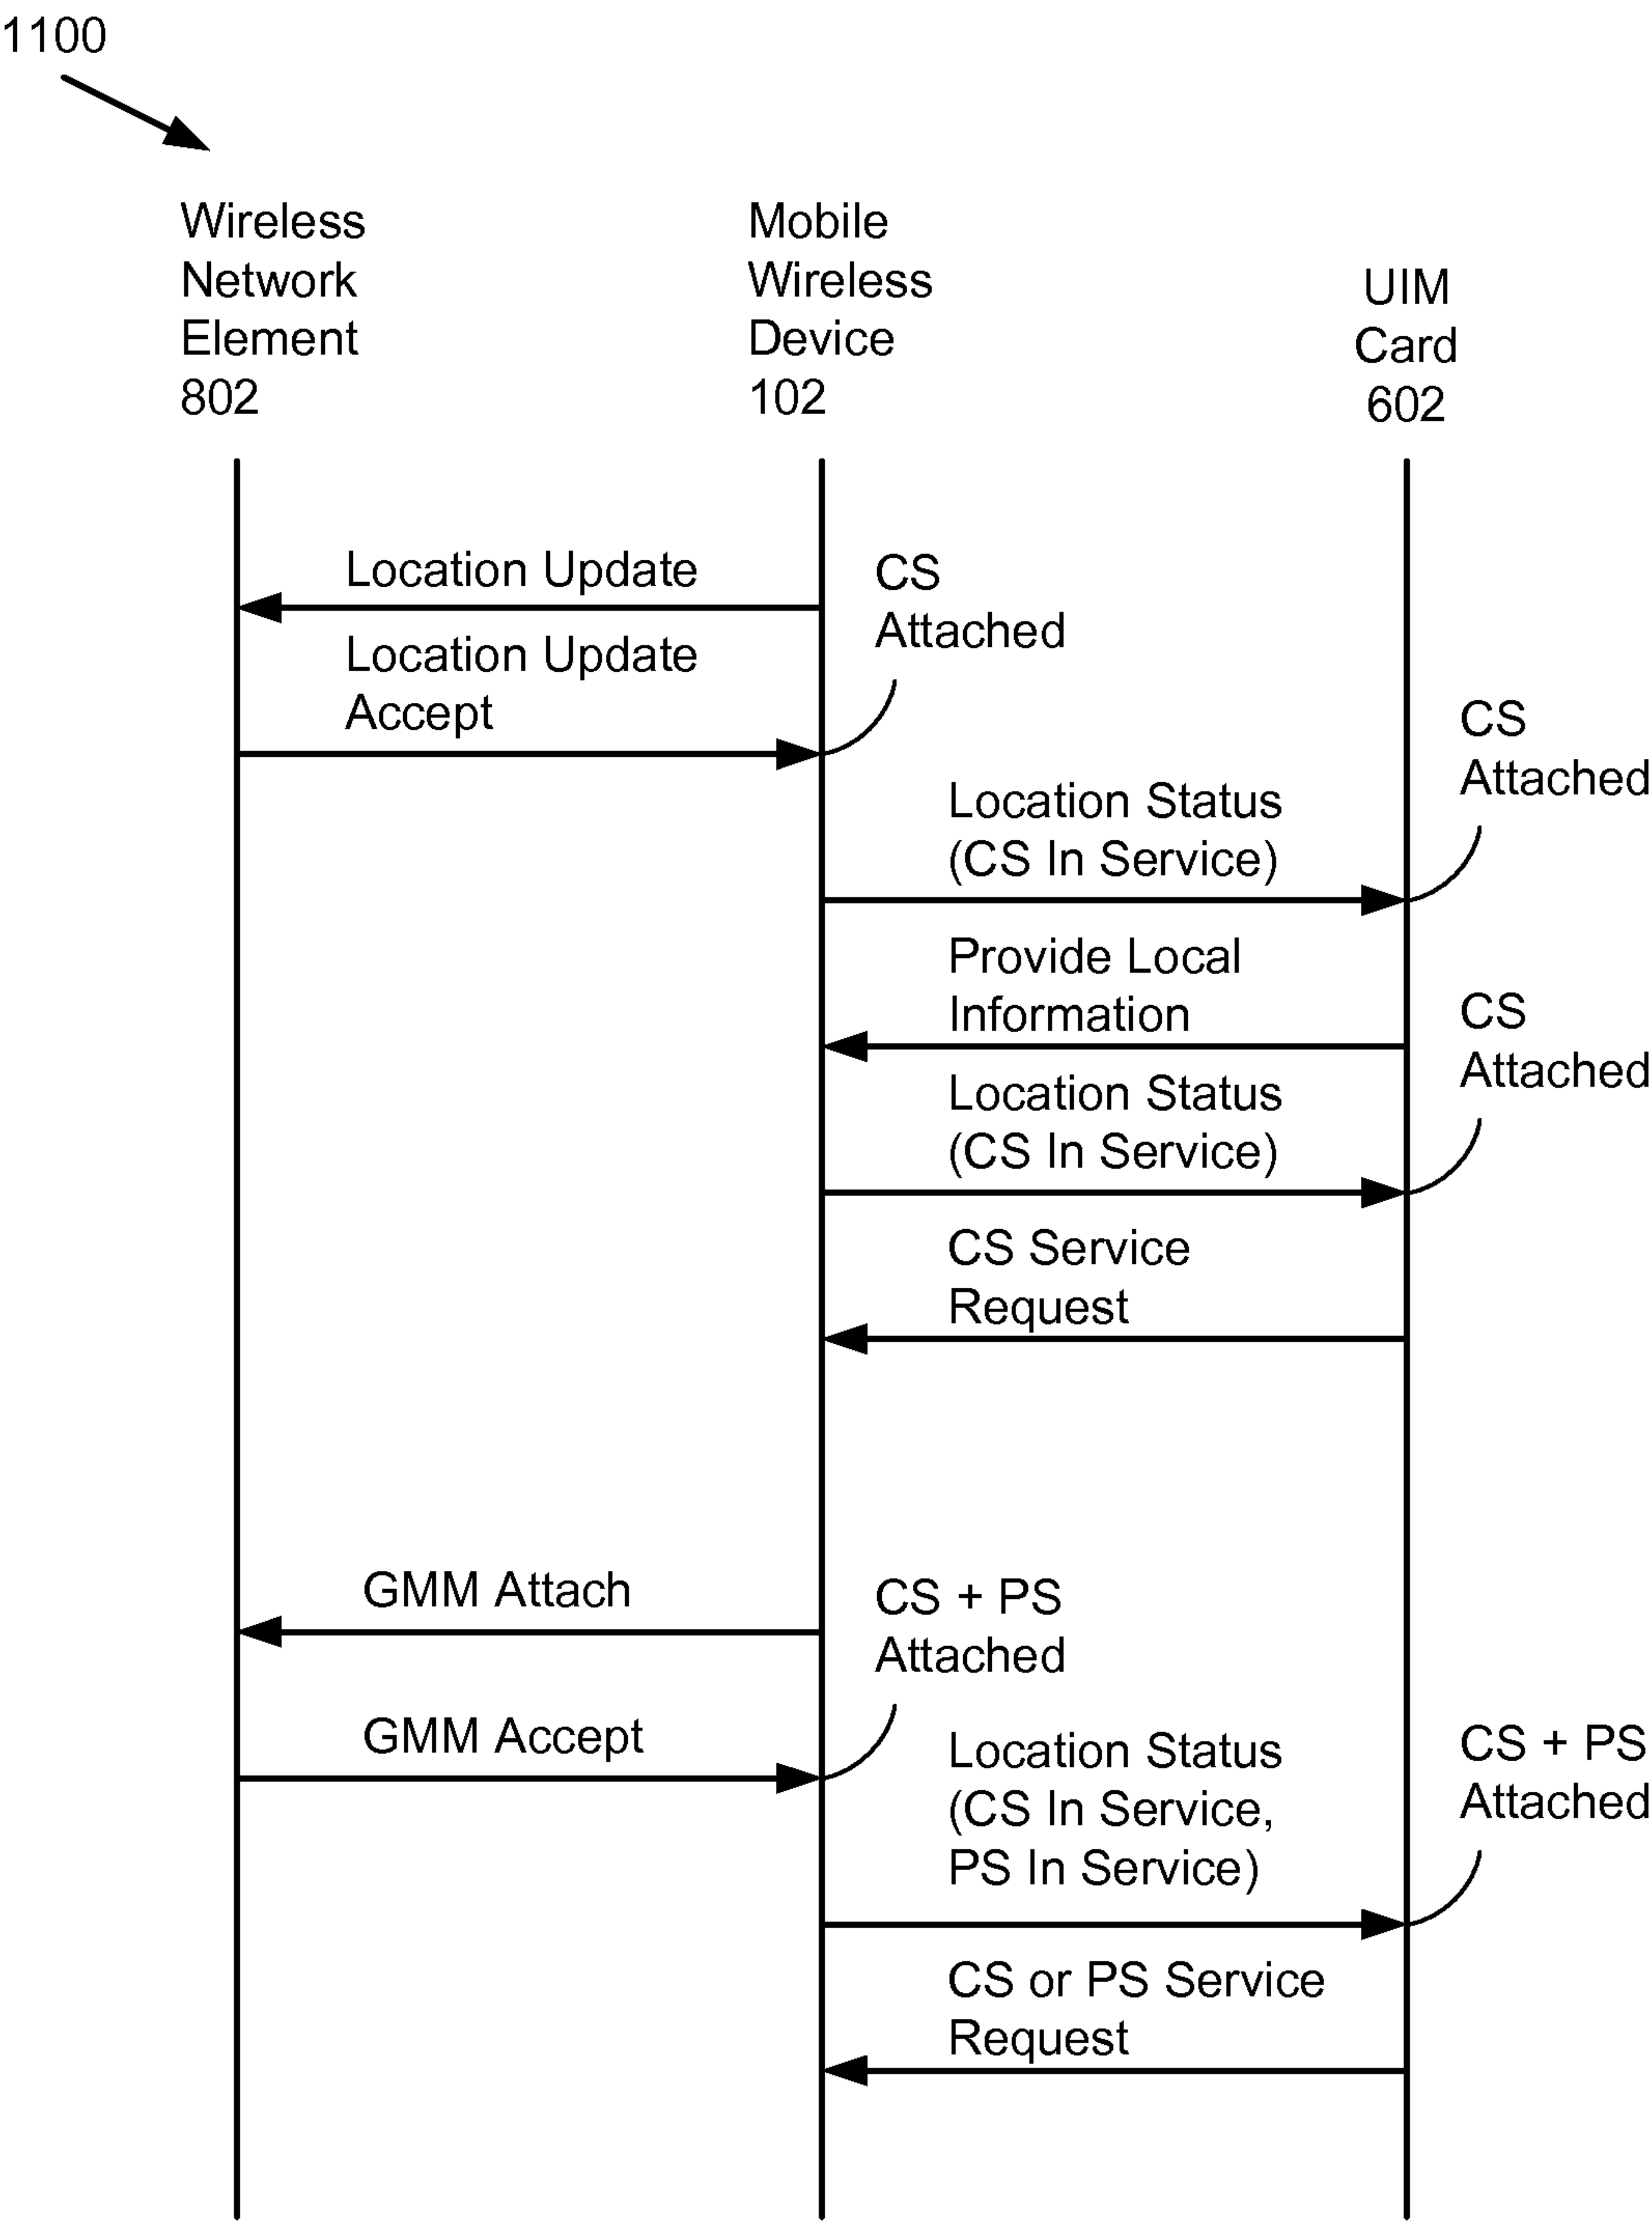 1100
Wireless
Network
Element
802
Mobile
Wireless
Device
102
UIM
Card
602
Location Update
CS
Attached
Location Update
Accept
CS
Attached
Location Status
(CS In Service)
Provide Local
Information
CS
Attached
Location Status
(CS In Service)
CS Service
Request
GMM Attach
CS + PS
Attached
GMM Accept
Location Status
(CS In Service,
PS In Service)
CS + PS
Attached
CS or PS Service
Request